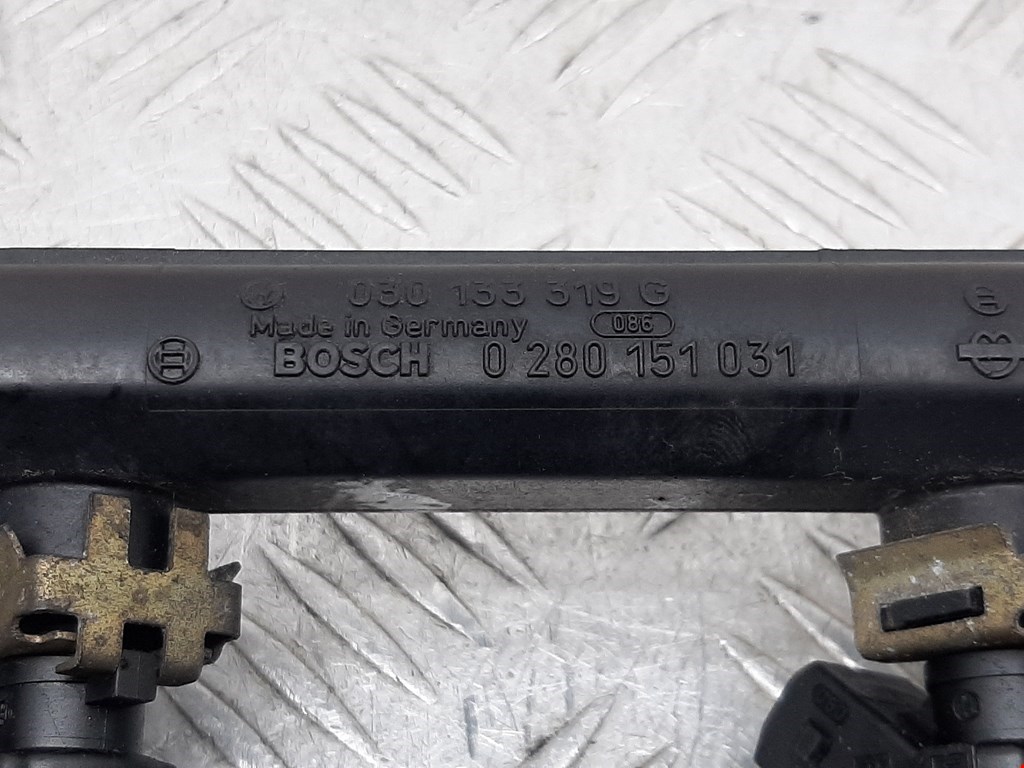 030 133 319 G
Made in Germany 086
BOSCH 0 280 151 031